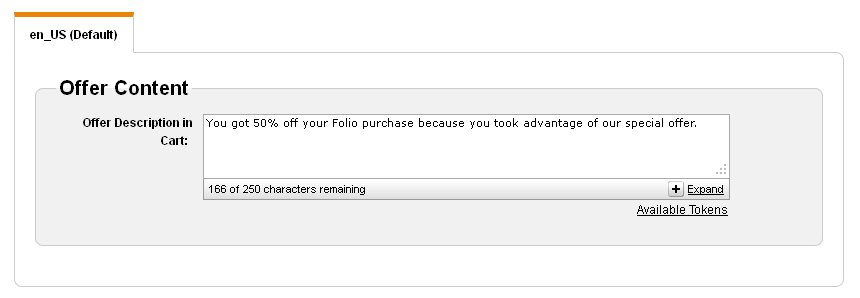 en_US (Default)
Offer Content
Offer Description in
Cart:
You got 50% off your Folio purchase because you took advantage of our special offer.
166 of 250 characters remaining
Expand
Available Tokens